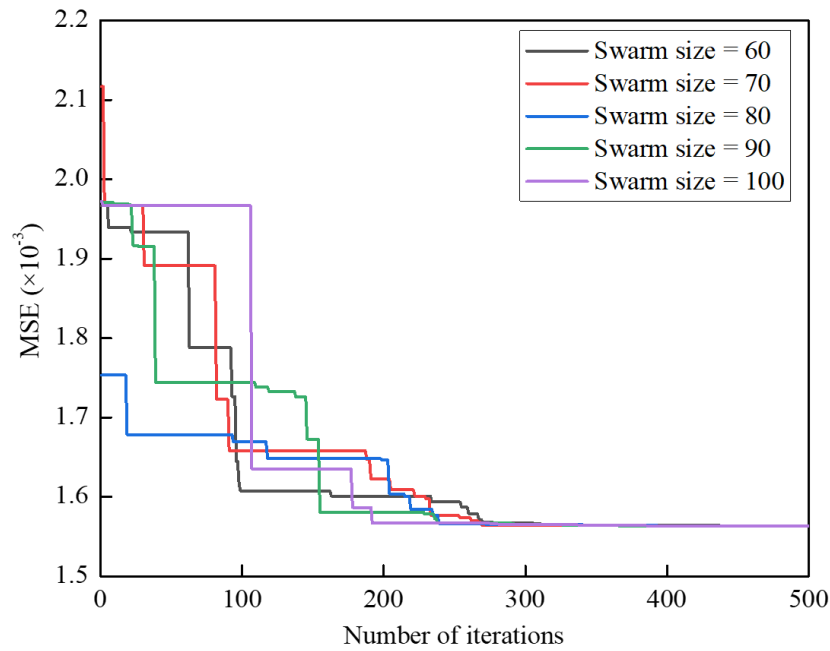 2.2
2.1
2.0
1.9
1.8
1.7
1.6
1.5
MSE (×10⁻³)
Swarm size = 60
Swarm size = 70
Swarm size = 80
Swarm size = 90
Swarm size = 100
0 100 200 300 400 500
Number of iterations